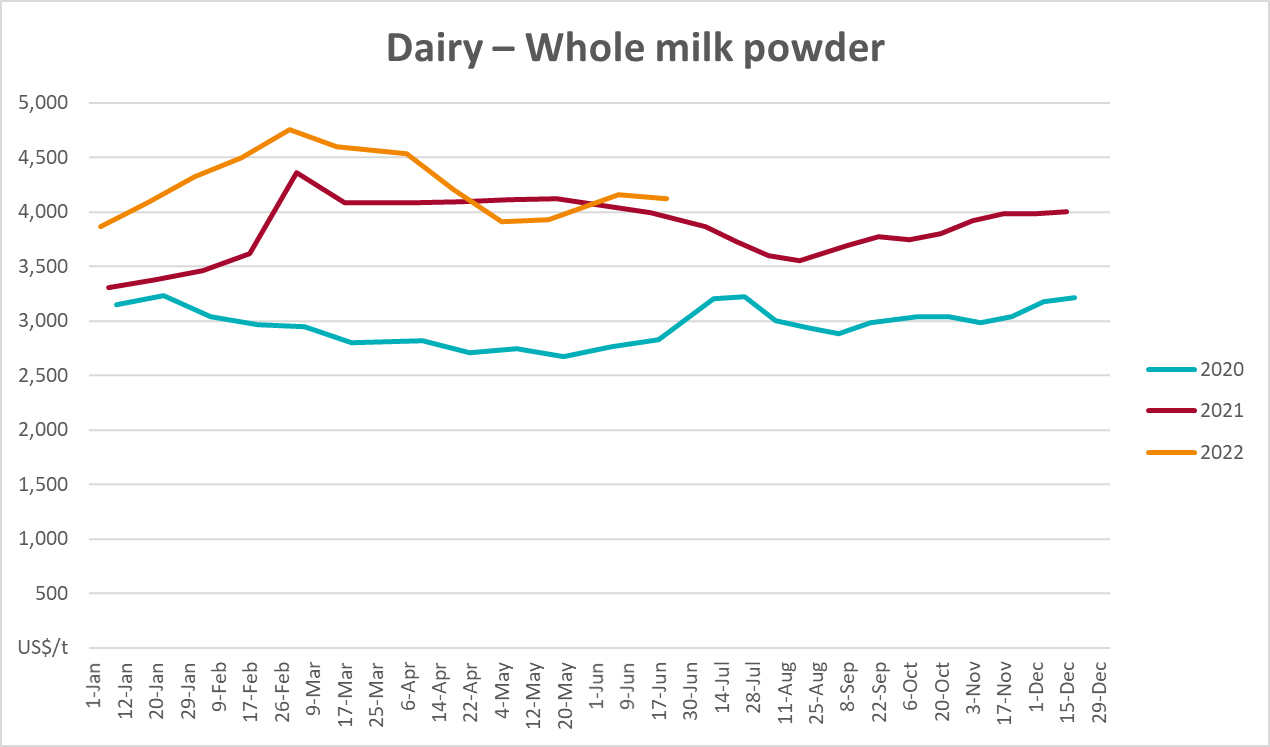 Dairy – Whole milk powder
5,000
4,500
4,000
3,500
3,000
2,500
2,000
1,500
1,000
500
US$/t
1-Jan
12-Jan
20-Jan
29-Jan
9-Feb
17-Feb
26-Feb
9-Mar
17-Mar
25-Mar
6-Apr
14-Apr
22-Apr
4-May
12-May
20-May
1-Jun
9-Jun
17-Jun
30-Jun
14-Jul
28-Jul
11-Aug
25-Aug
8-Sep
22-Sep
6-Oct
20-Oct
3-Nov
17-Nov
1-Dec
15-Dec
29-Dec
2020
2021
2022